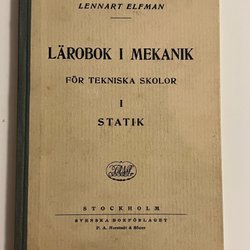 LENNART ELFMAN
LÄROBOK I MEKANIK
FÖR TEKNISKA SKOLOR
I
STATIK
STOCKHOLM
SVENSKA BOKFÖRLAGET
P. A. Norstedt & Söner